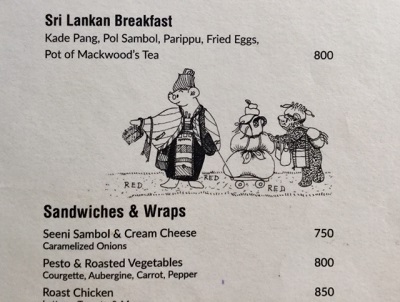 Sri Lankan Breakfast
Kade Pang, Pol Sambol, Parippu, Fried Eggs,
Pot of Mackwood's Tea 800
RED RED RED
Sandwiches & Wraps
Seeni Sambol & Cream Cheese 750
Caramelized Onions
Pesto & Roasted Vegetables 800
Courgette, Aubergine, Carrot, Pepper
Roast Chicken 850